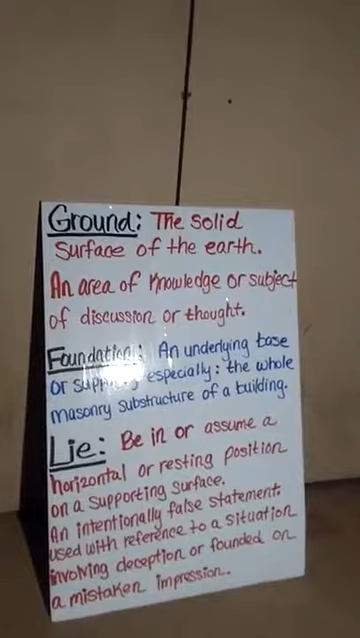 Ground: The solid
surface of the earth.
An area of knowledge or subject
of discussion or thought.
Foundation: An underlying base
or especially: the whole
masonry substructure of a building.
Lie: Be in or assume a
horizontal or resting position
on a supporting surface.
An intentionally false statement.
used with reference to a situation
involving deception or founded on
a mistaken impression.